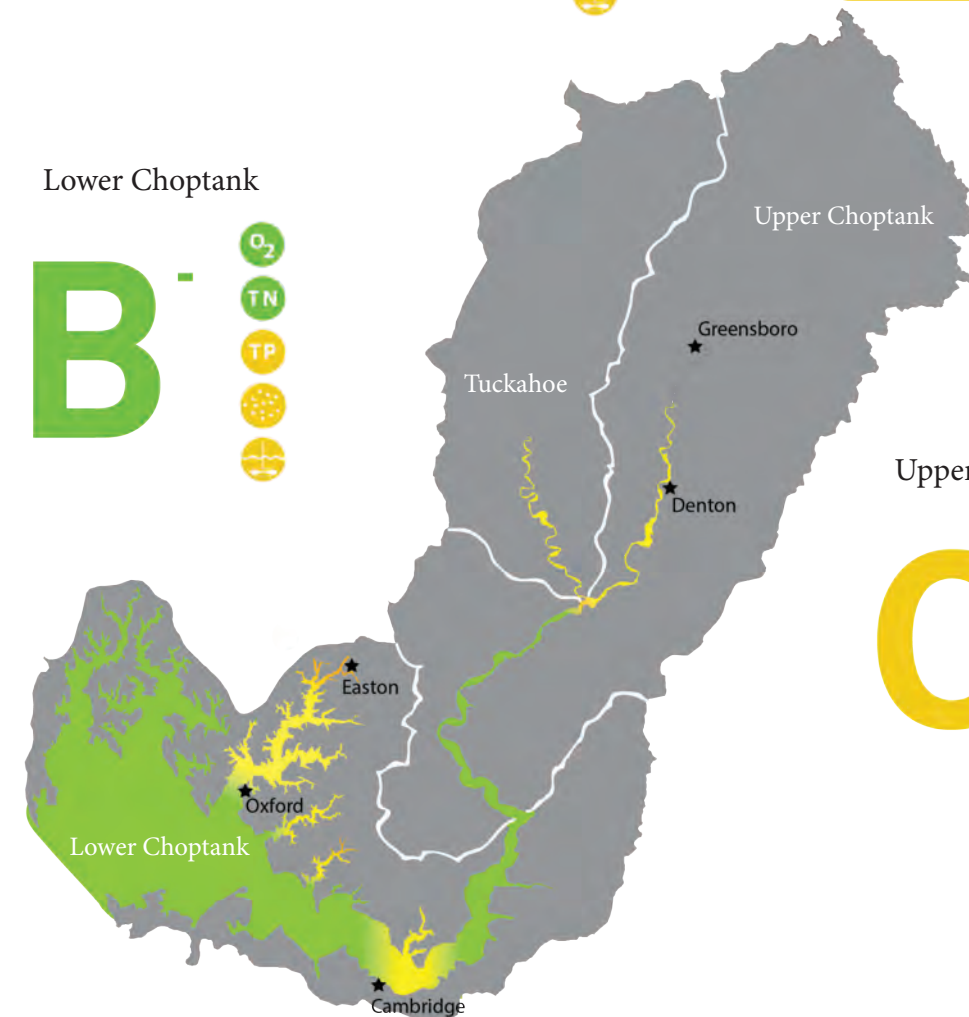 Lower Choptank
B-
O2
TN
TP
Upper Choptank
Greensboro
Tuckahoe
Upper
Denton
Easton
Oxford
Lower Choptank
Cambridge